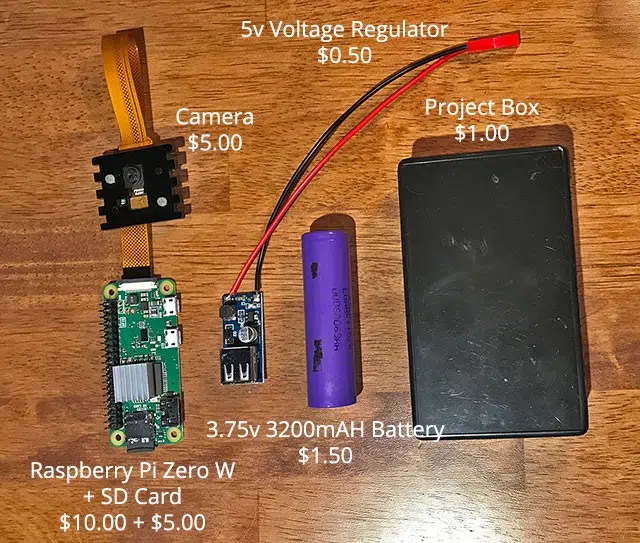 5v Voltage Regulator
$0.50
Camera
$5.00
Project Box
$1.00
3.75v 3200mAH Battery
$1.50
Raspberry Pi Zero W
+ SD Card
$10.00 + $5.00